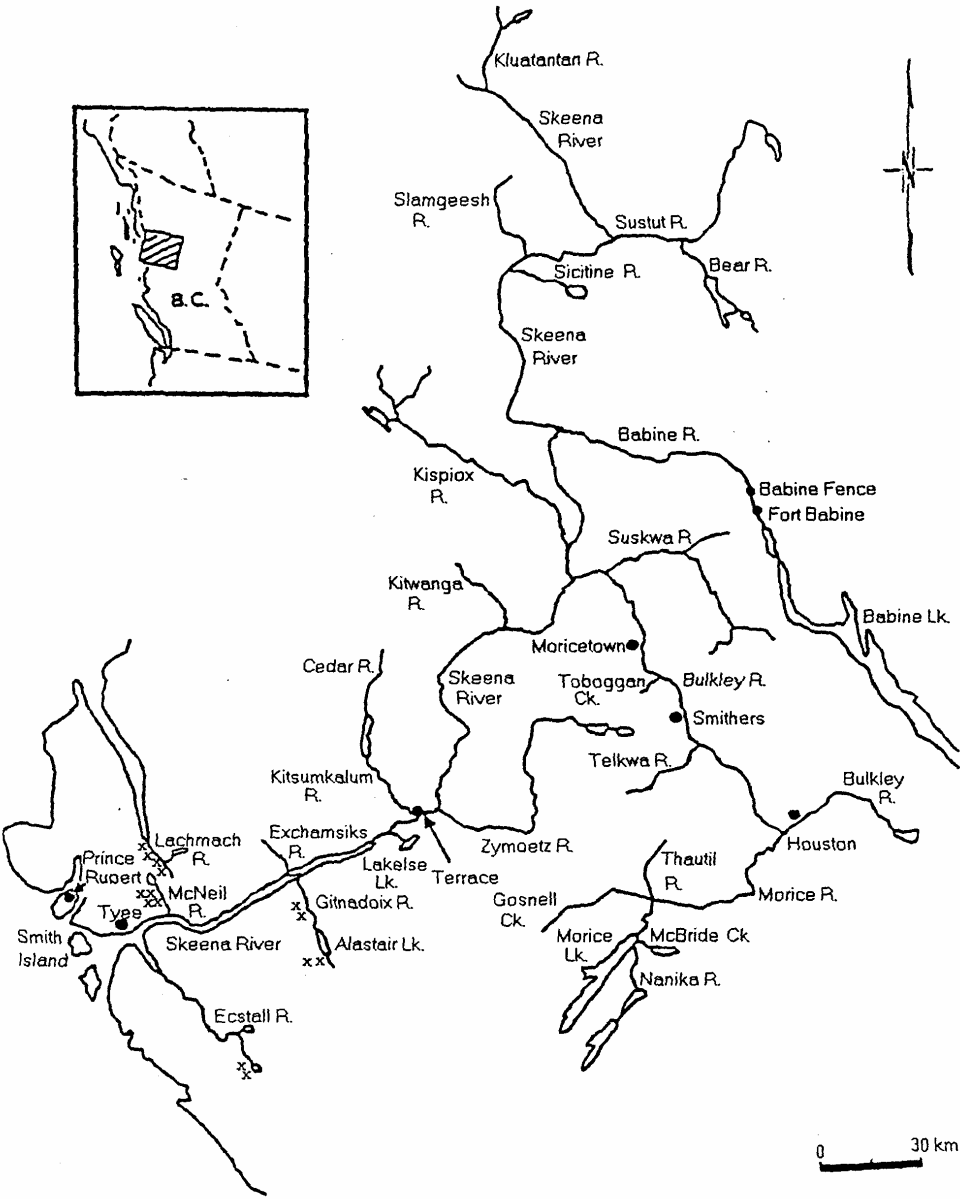 Kluatantan R.
Skeena
River
Slamgeesh
R.
Sustut R.
Sicitine R.
Bear R.
B.C.
Skeena
River
Babine R.
Kispiox
R.
Babine Fence
Fort Babine
Suskwa R
Kitwanga
R.
Babine Lk.
Moricetown
Cedar R.
Skeena
River
Toboggan
Ck.
Bulkley R.
Smithers
Telkwa R.
Kitsumkalum
R.
Bulkley
R.
Exchamsiks
R.
Lachmach
R.
Zymoetz R.
Houston
Prince
Rupert
Lakelse
Lk.
Terrace
Thautil
R.
McNeil
R.
Gitnadoix R.
Gosnell
Ck.
Morice R.
Tyee
Smith
Island
Skeena River
Alastair Lk.
Morice
Lk.
McBride Ck
Nanika R.
Ecstall R.
x x x x
x x x x
x x
x x
x x
N
0 30 km